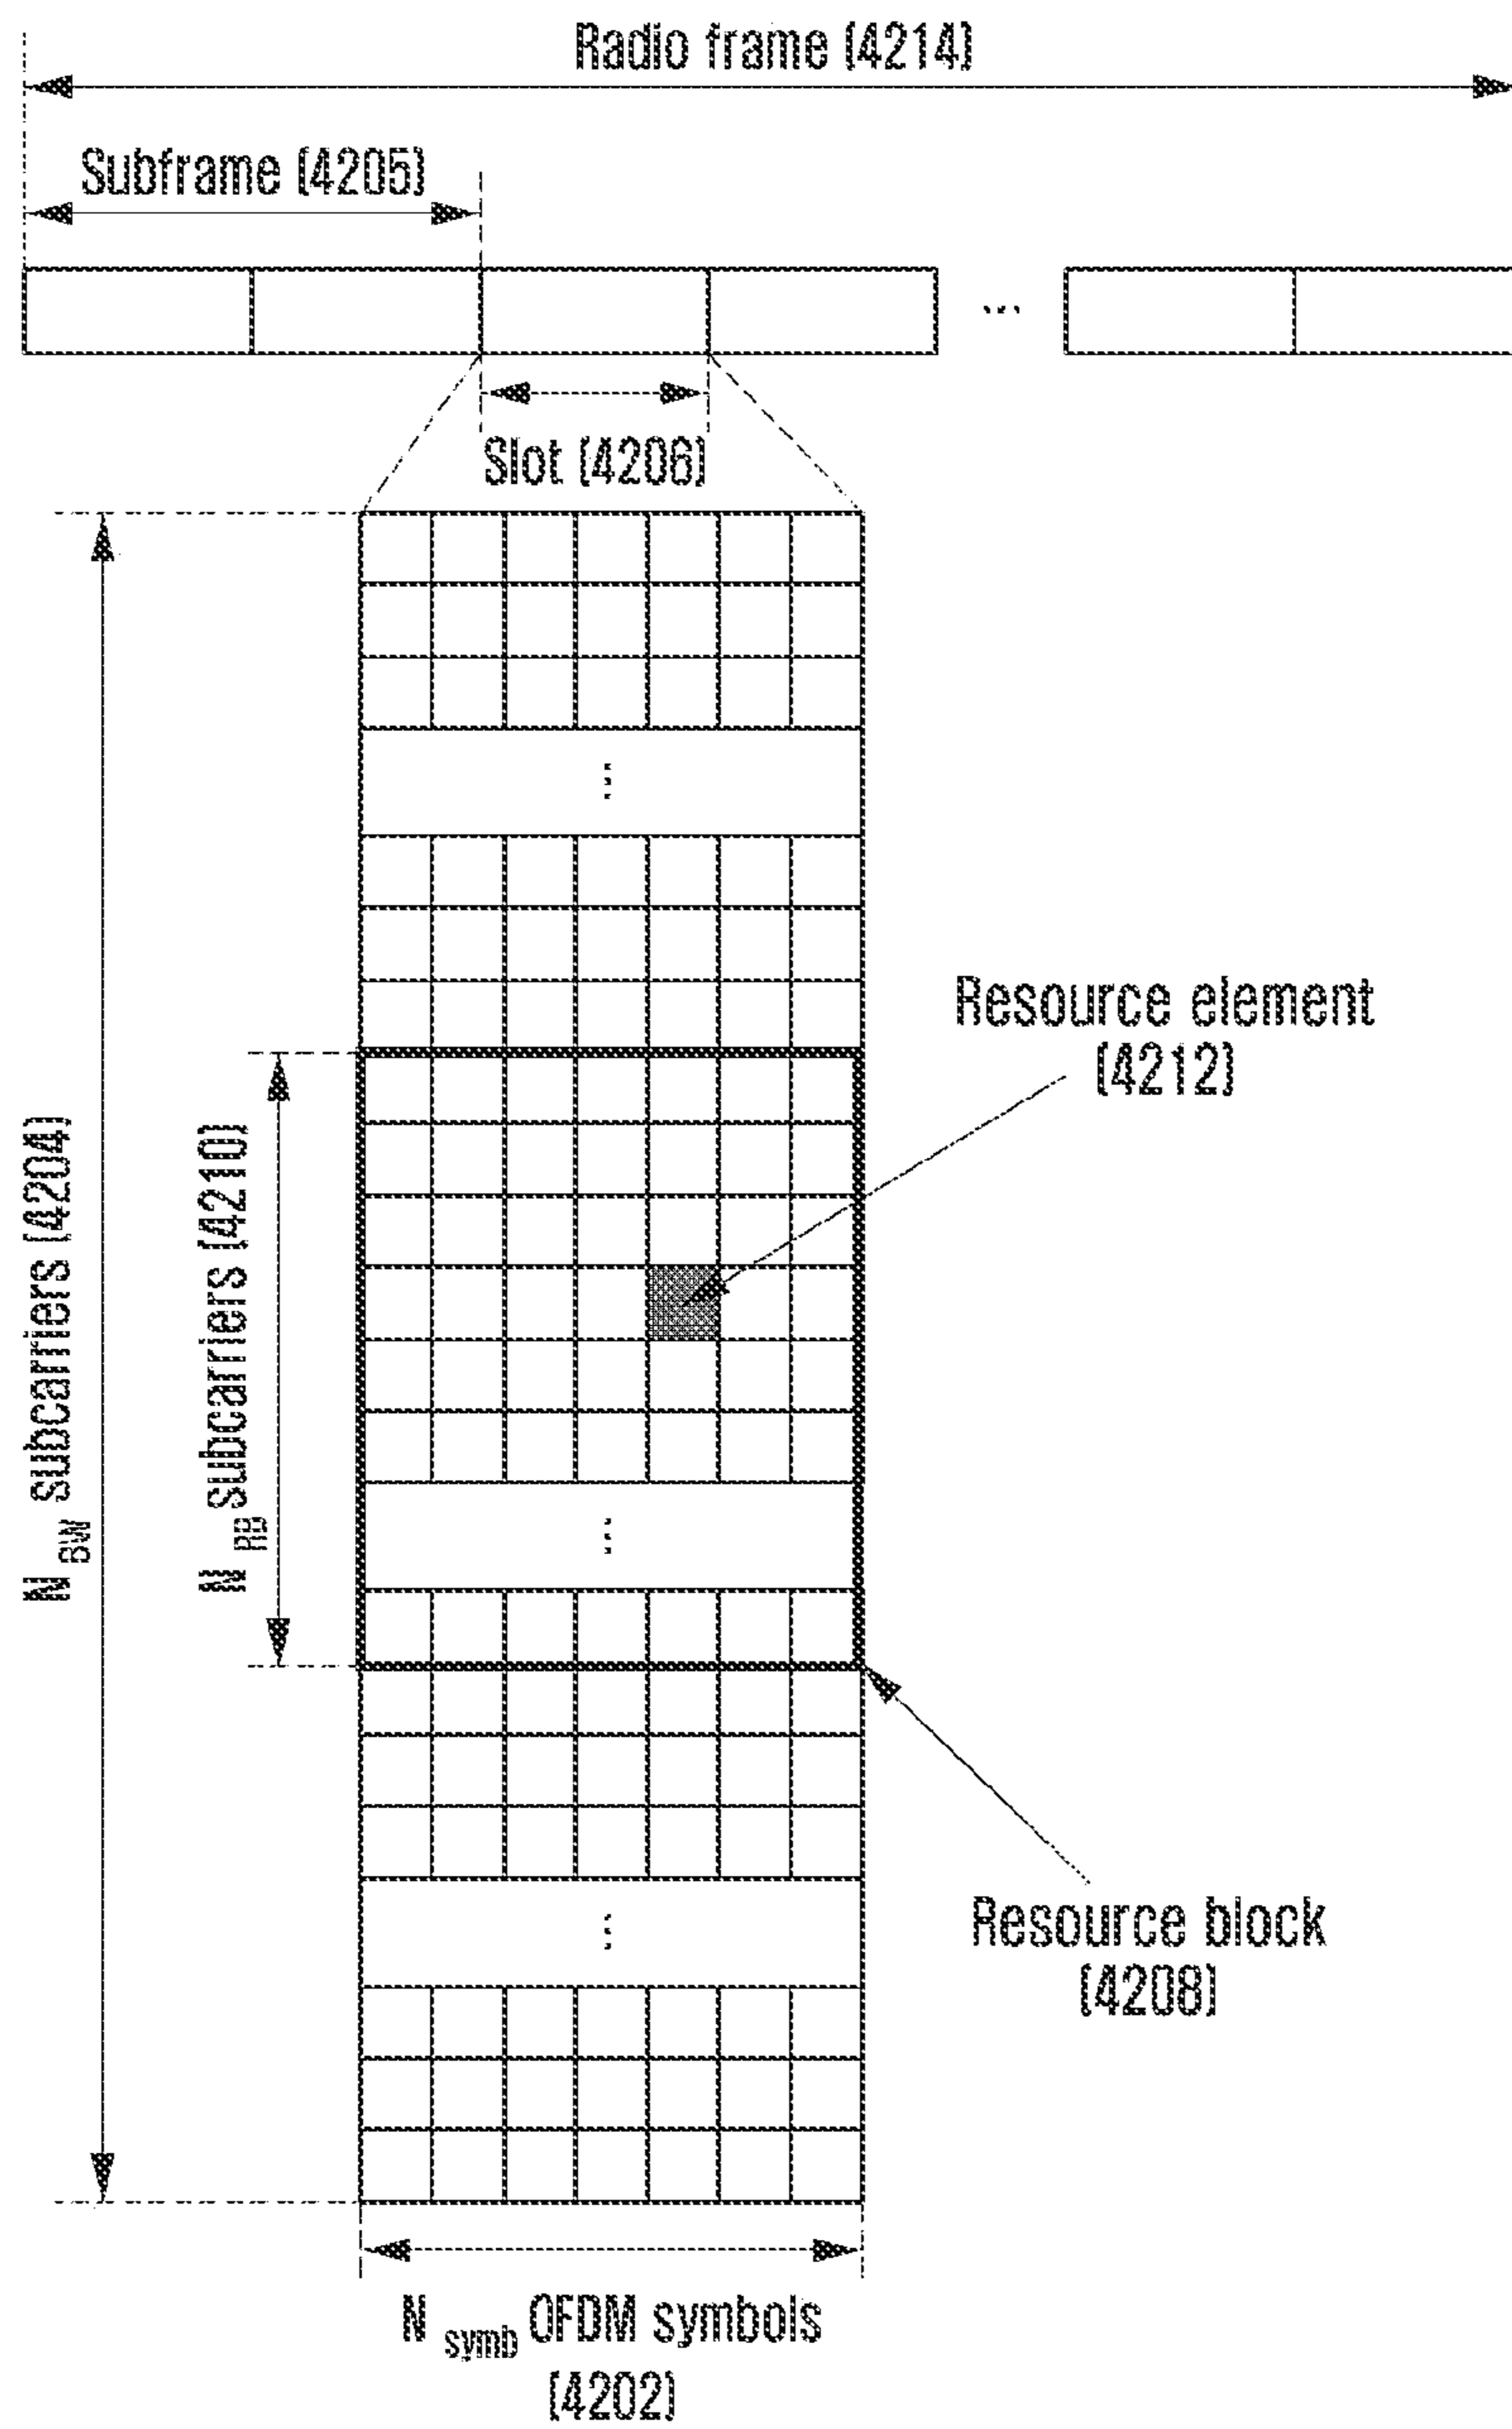 Radio frame (4214)
Subframe (4205)
...
Slot (4206)
Resource element
(4212)
N BW subcarriers (4204)
N RB subcarriers (4210)
Resource block
(4208)
N symb OFDM symbols
(4202)